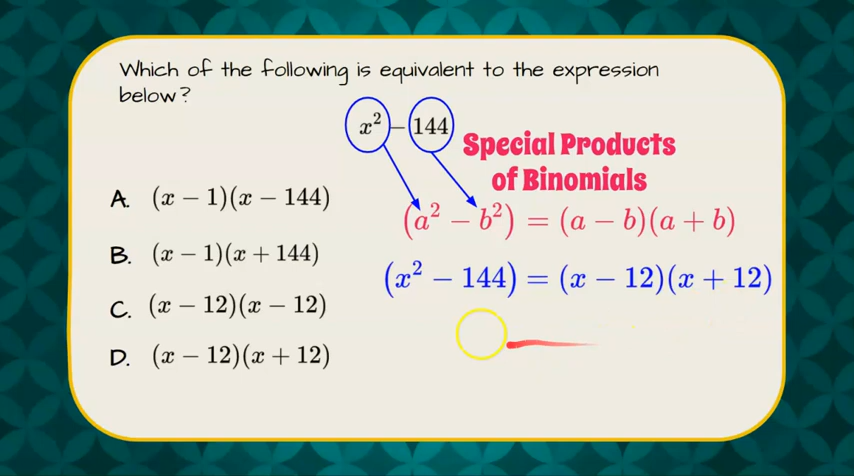 Which of the following is equivalent to the expression
below?
x² – 144
Special Products
of Binomials
A. (x – 1)(x – 144)
(a² – b²) = (a – b)(a + b)
B. (x – 1)(x + 144)
(x² – 144) = (x – 12)(x + 12)
C. (x – 12)(x – 12)
D. (x – 12)(x + 12)